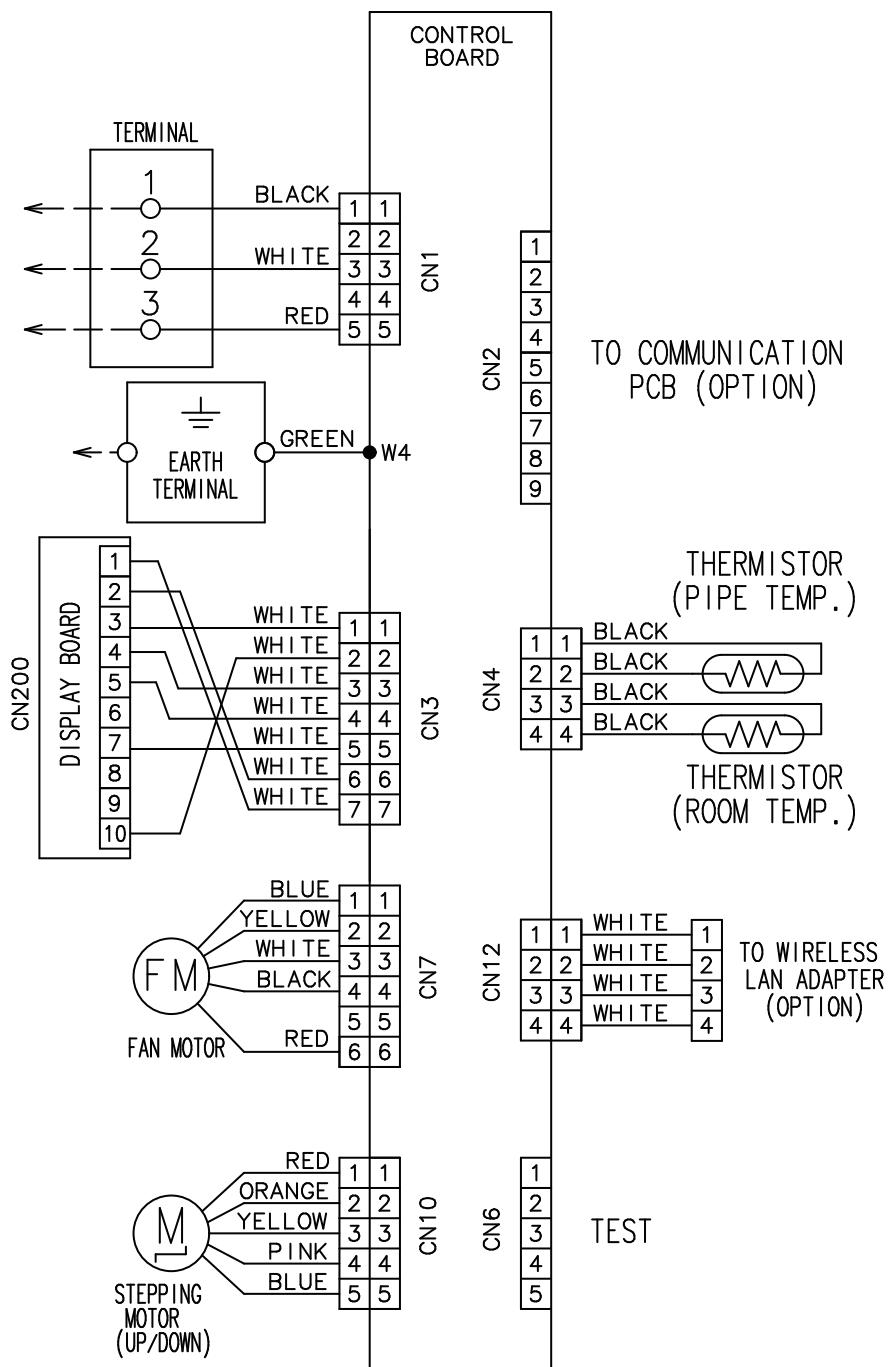 CONTROL
BOARD
TERMINAL
1
BLACK
1 1
2 2
2
WHITE
3 3
4 4
3
RED
5 5
CN1
EARTH
TERMINAL
GREEN
W4
CN2
1
2
3
4
5
6
7
8
9
TO COMMUNICATION
PCB (OPTION)
CN200
DISPLAY BOARD
1
2
3
4
5
6
7
8
9
10
WHITE 1 1
WHITE 2 2
WHITE 3 3
WHITE 4 4
WHITE 5 5
WHITE 6 6
WHITE 7 7
CN3
THERMISTOR
(PIPE TEMP.)
CN4
1 1 BLACK
2 2 BLACK
3 3 BLACK
4 4 BLACK
THERMISTOR
(ROOM TEMP.)
FM
FAN MOTOR
BLUE 1 1
YELLOW 2 2
WHITE 3 3
BLACK 4 4
5 5
RED 6 6
CN7
CN12
1 1 WHITE 1
2 2 WHITE 2
3 3 WHITE 3
4 4 WHITE 4
TO WIRELESS
LAN ADAPTER
(OPTION)
M
STEPPING
MOTOR
(UP/DOWN)
RED 1 1
ORANGE 2 2
YELLOW 3 3
PINK 4 4
BLUE 5 5
CN10
CN6
1
2
3
4
5
TEST